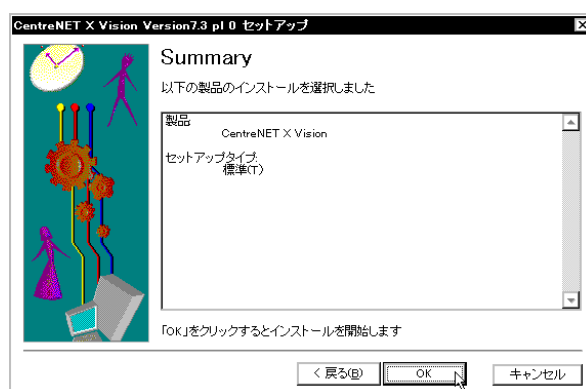 CentreNET X Vision Version7.3 pl 0 セットアップ
Summary
以下の製品のインストールを選択しました
製品
CentreNET X Vision
セットアップタイプ:
標準(T)
「OK」をクリックするとインストールを開始します
< 戻る(B)
OK
キャンセル